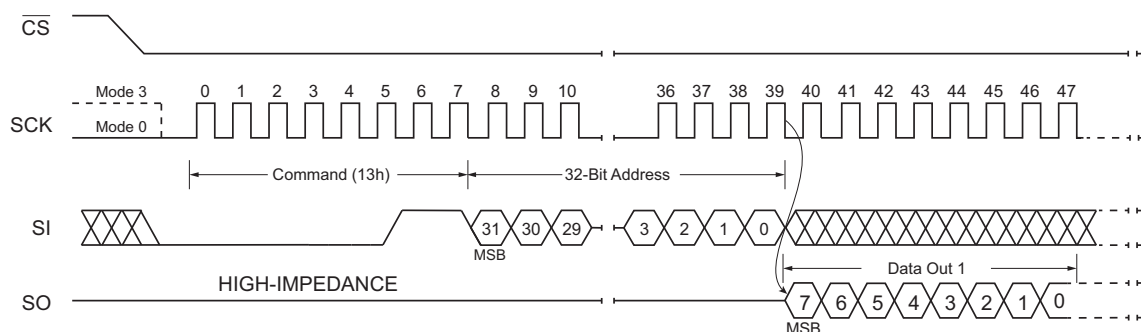 CS
0 1 2 3 4 5 6 7 8 9 10 36 37 38 39 40 41 42 43 44 45 46 47
Mode 3
SCK
Mode 0
Command (13h) 32-Bit Address
SI 31 30 29 3 2 1 0
MSB
HIGH-IMPEDANCE Data Out 1
SO 7 6 5 4 3 2 1 0
MSB